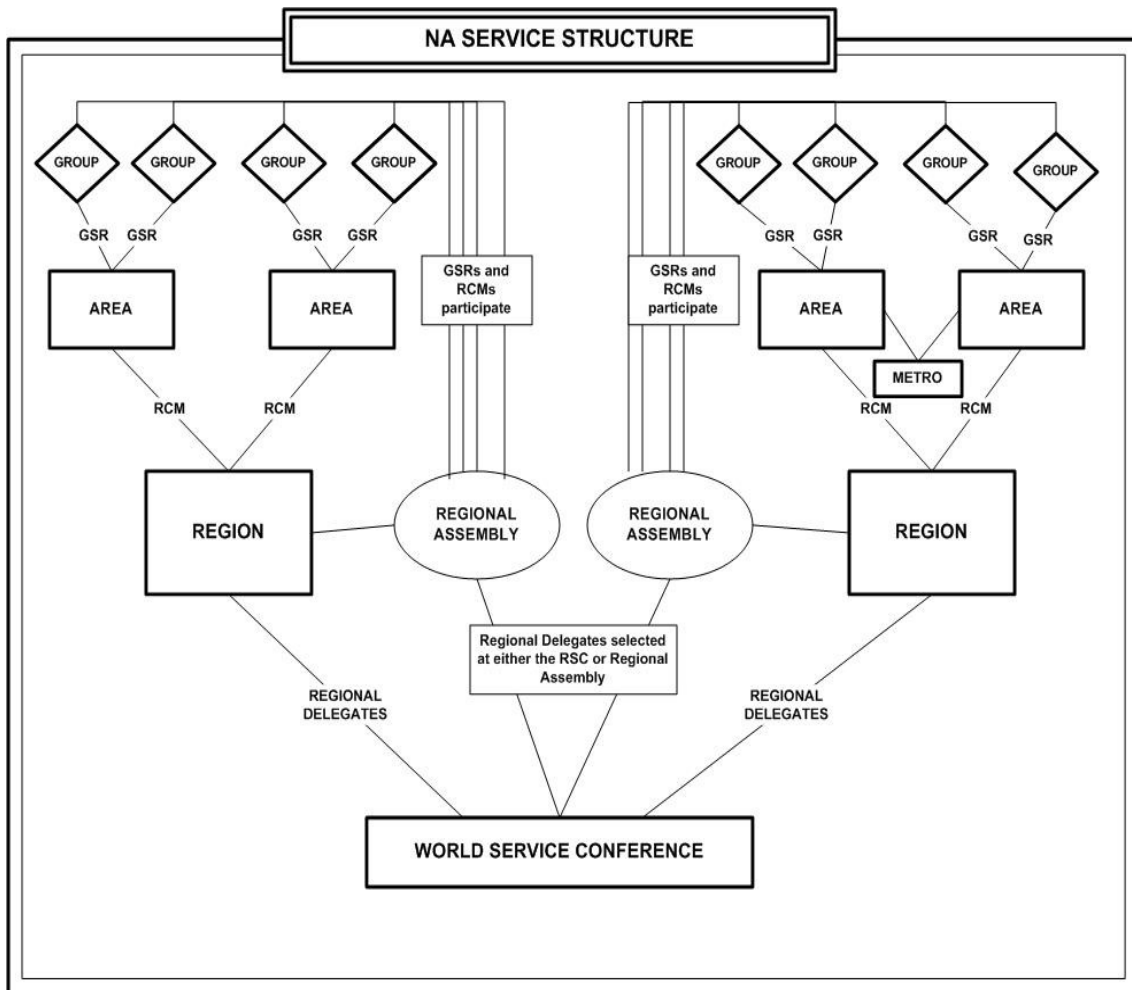 NA SERVICE STRUCTURE
GROUP
GROUP
GROUP
GROUP
GROUP
GROUP
GROUP
GROUP
GSR
GSR
GSR
GSR
GSR
GSR
GSR
GSR
AREA
AREA
GSRs and
RCMs
participate
GSRs and
RCMs
participate
AREA
AREA
METRO
RCM
RCM
RCM
RCM
REGION
REGIONAL
ASSEMBLY
REGIONAL
ASSEMBLY
REGION
Regional Delegates selected
at either the RSC or Regional
Assembly
REGIONAL
DELEGATES
REGIONAL
DELEGATES
WORLD SERVICE CONFERENCE